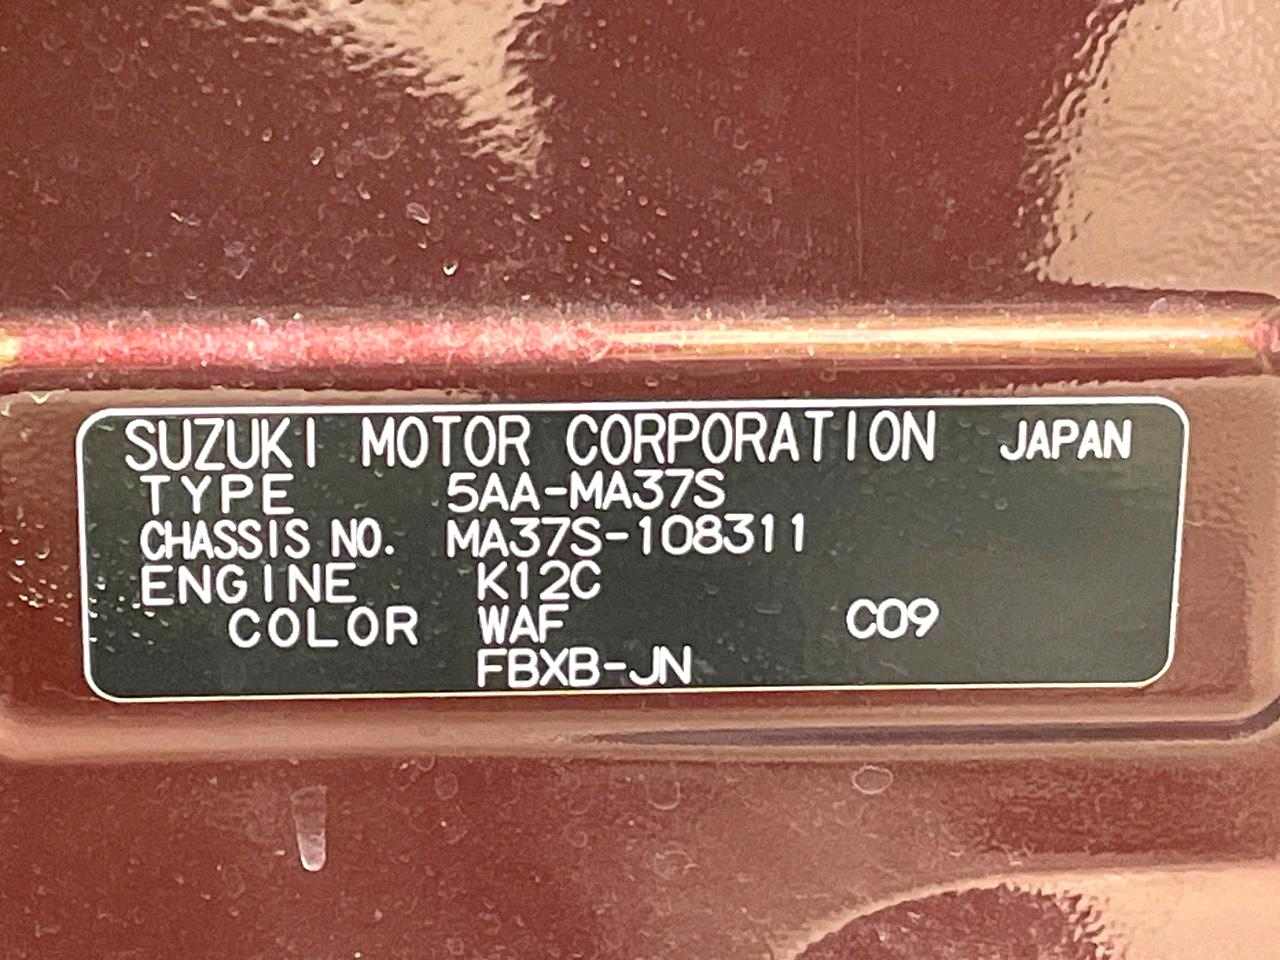 SUZUKI MOTOR CORPORATION JAPAN
TYPE 5AA-MA37S
CHASSIS NO. MA37S-108311
ENGINE K12C
COLOR WAF C09
FBXB-JN